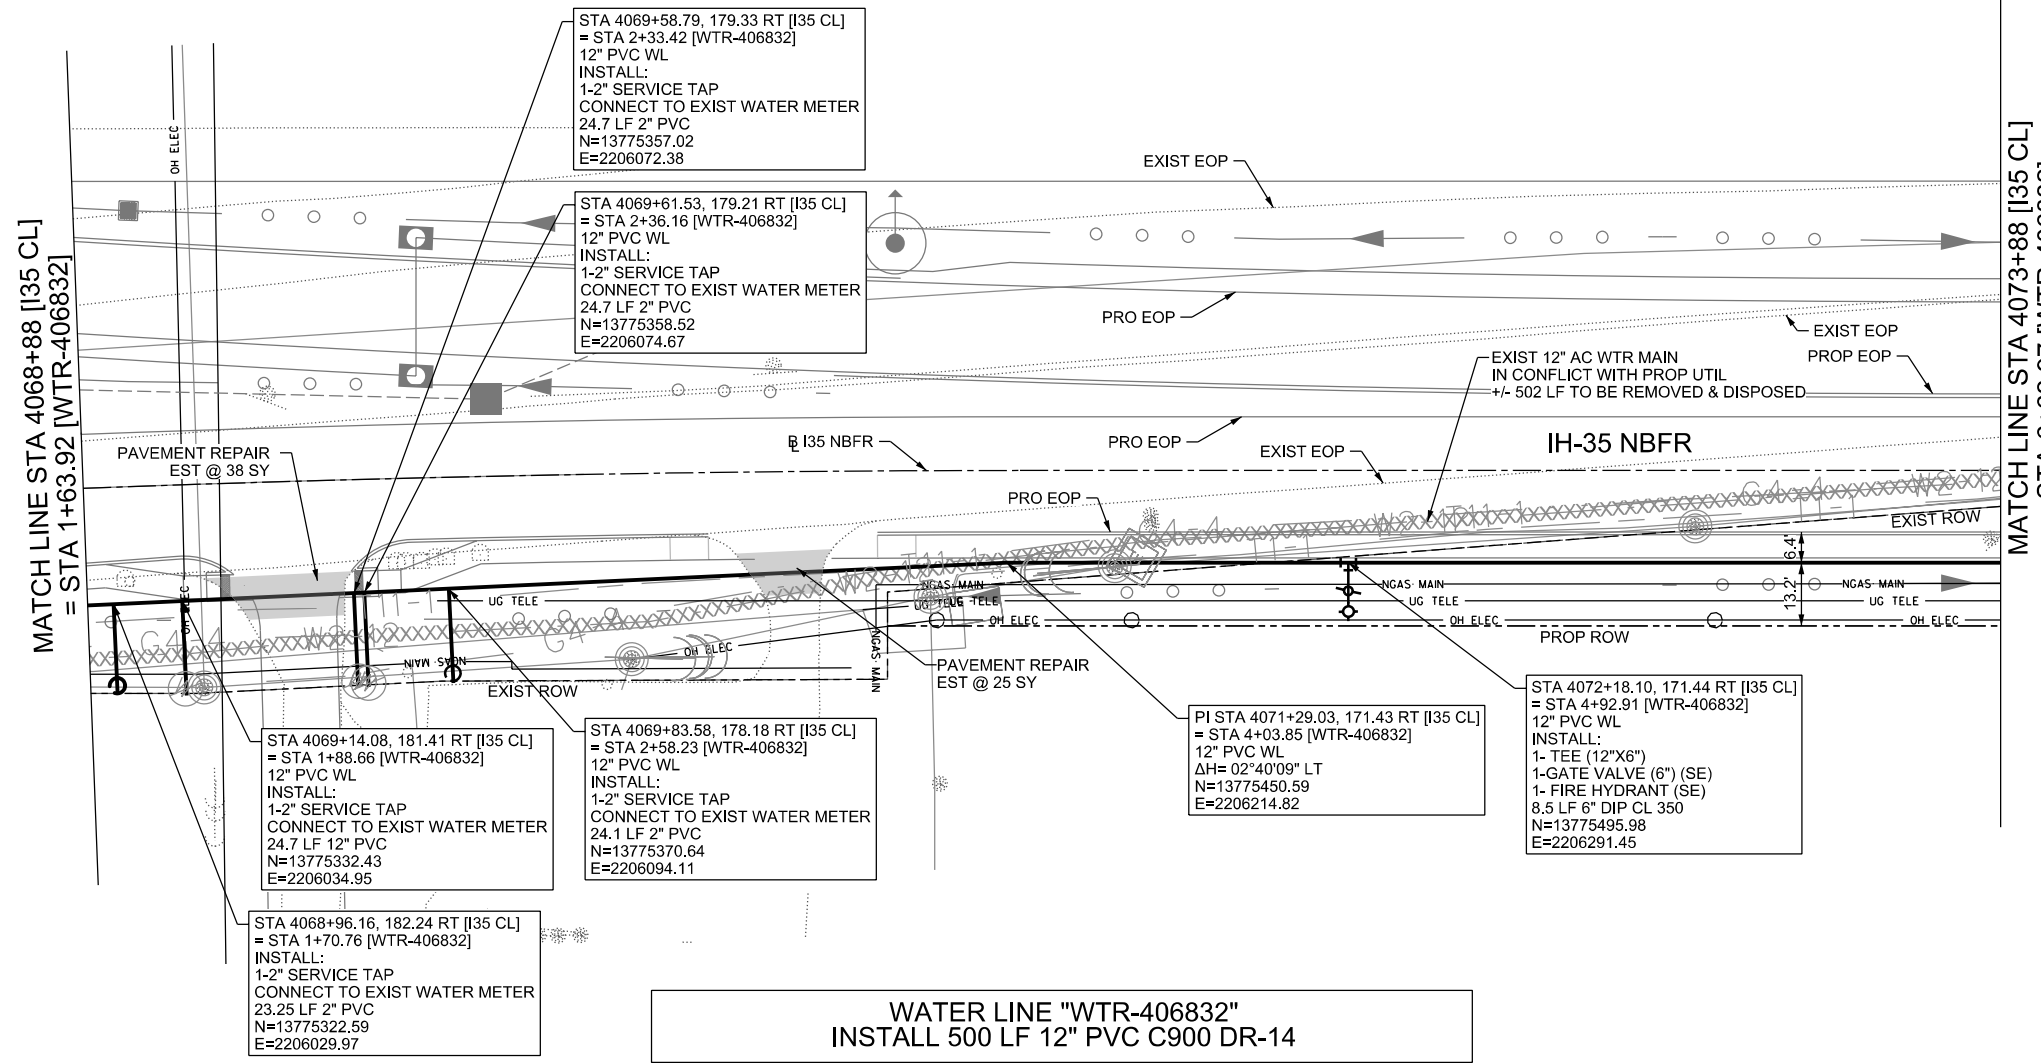 STA 4069+58.79, 179.33 RT [I35 CL]
= STA 2+33.42 [WTR-406832]
12" PVC WL
INSTALL:
1-2" SERVICE TAP
CONNECT TO EXIST WATER METER
24.7 LF 2" PVC
N=13775357.02
E=2206072.38
STA 4069+61.53, 179.21 RT [I35 CL]
= STA 2+36.16 [WTR-406832]
12" PVC WL
INSTALL:
1-2" SERVICE TAP
CONNECT TO EXIST WATER METER
24.7 LF 2" PVC
N=13775358.52
E=2206074.67
OH ELEC
MATCH LINE STA 4068+88 [I35 CL]
= STA 1+63.92 [WTR-406832]
MATCH LINE STA 4073+88 [I35 CL]
EXIST EOP
PRO EOP
EXIST EOP
PROP EOP
EXIST 12" AC WTR MAIN
IN CONFLICT WITH PROP UTIL
+/- 502 LF TO BE REMOVED & DISPOSED
PAVEMENT REPAIR
EST @ 38 SY
BL I35 NBFR
PRO EOP
EXIST EOP
IH-35 NBFR
PRO EOP
EXIST ROW
6.4'
13.2'
NGAS MAIN
NGAS MAIN
NGAS MAIN
UG TELE
UG TELE
UG TELE
UG TELE
OH ELEC
OH ELEC
OH ELEC
OH ELEC
OH ELEC
PROP ROW
NGAS MAIN
NGAS MAIN
EXIST ROW
PAVEMENT REPAIR
EST @ 25 SY
STA 4069+14.08, 181.41 RT [I35 CL]
= STA 1+88.66 [WTR-406832]
12" PVC WL
INSTALL:
1-2" SERVICE TAP
CONNECT TO EXIST WATER METER
24.7 LF 12" PVC
N=13775332.43
E=2206034.95
STA 4069+83.58, 178.18 RT [I35 CL]
= STA 2+58.23 [WTR-406832]
12" PVC WL
INSTALL:
1-2" SERVICE TAP
CONNECT TO EXIST WATER METER
24.1 LF 2" PVC
N=13775370.64
E=2206094.11
PI STA 4071+29.03, 171.43 RT [I35 CL]
= STA 4+03.85 [WTR-406832]
12" PVC WL
ΔH= 02°40'09" LT
N=13775450.59
E=2206214.82
STA 4072+18.10, 171.44 RT [I35 CL]
= STA 4+92.91 [WTR-406832]
12" PVC WL
INSTALL:
1- TEE (12"X6")
1-GATE VALVE (6") (SE)
1- FIRE HYDRANT (SE)
8.5 LF 6" DIP CL 350
N=13775495.98
E=2206291.45
STA 4068+96.16, 182.24 RT [I35 CL]
= STA 1+70.76 [WTR-406832]
INSTALL:
1-2" SERVICE TAP
CONNECT TO EXIST WATER METER
23.25 LF 2" PVC
N=13775322.59
E=2206029.97
WATER LINE "WTR-406832"
INSTALL 500 LF 12" PVC C900 DR-14